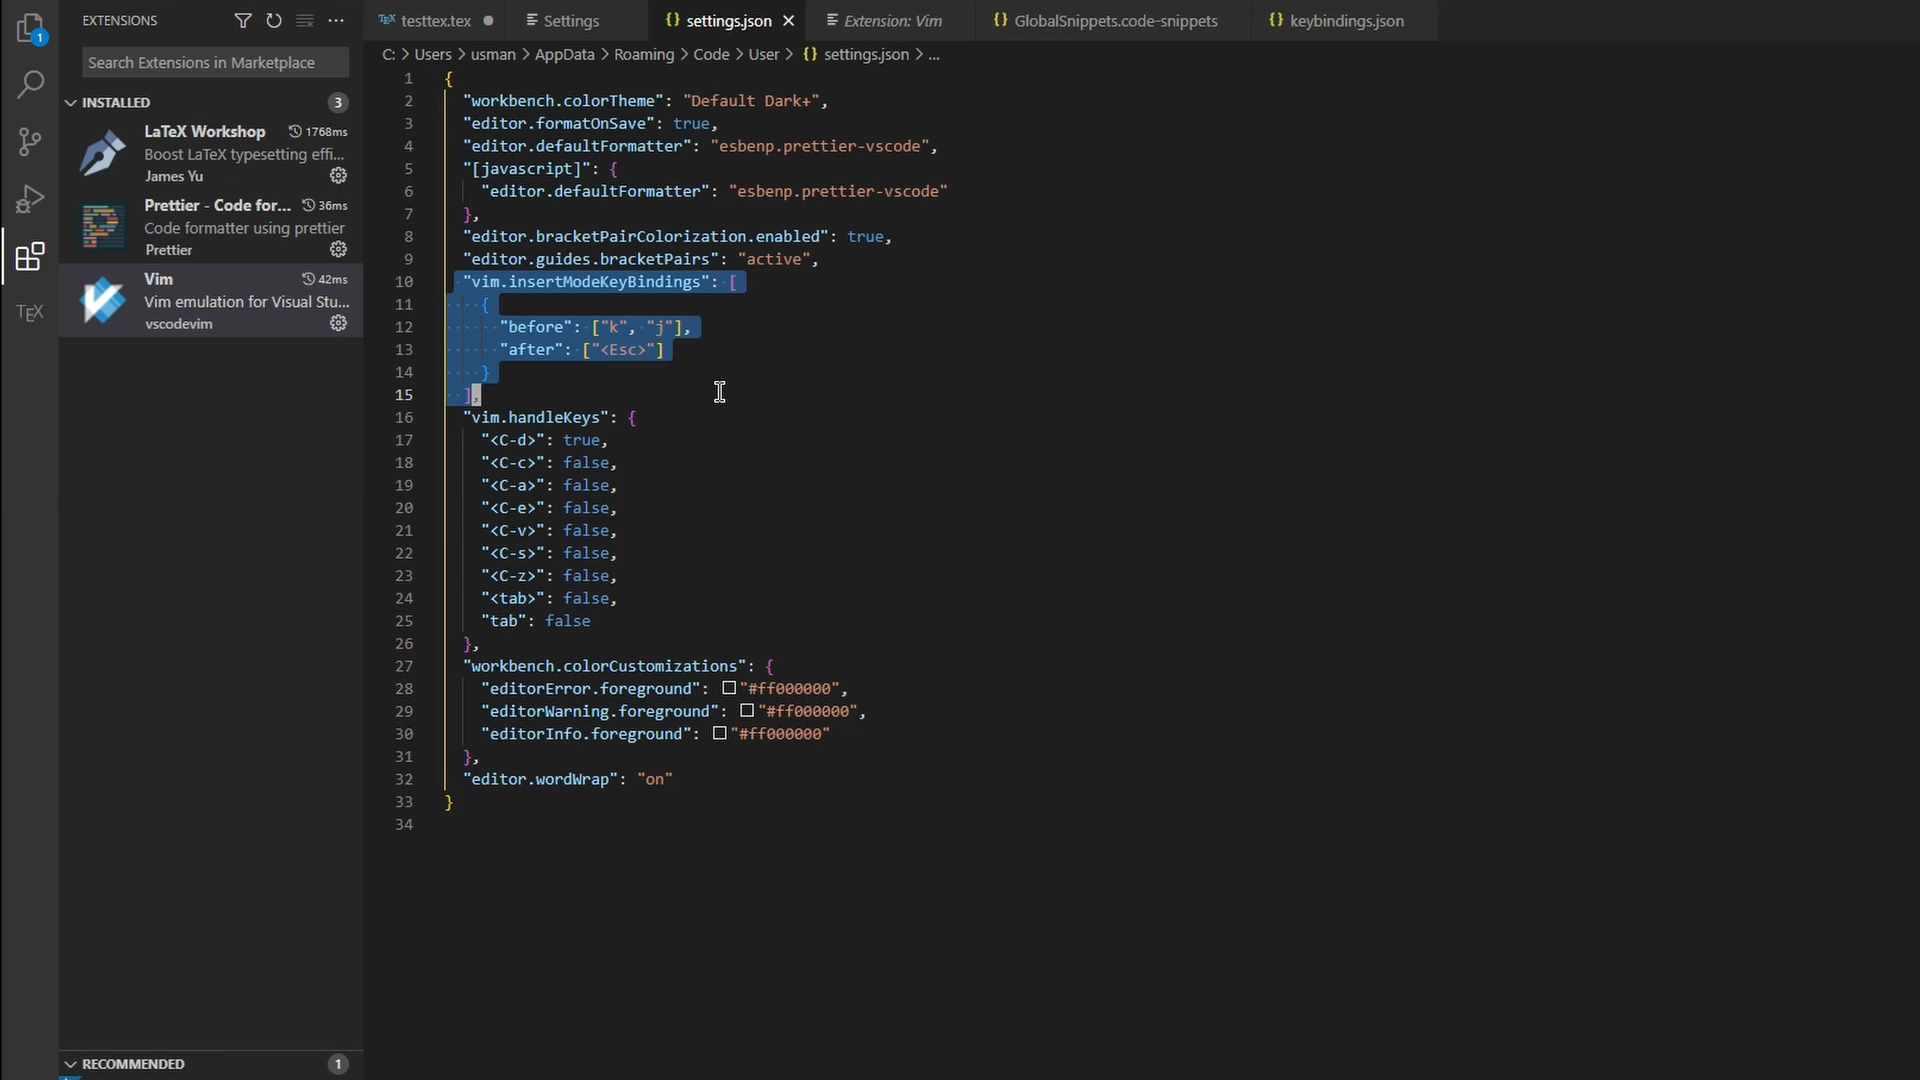 EXTENSIONS
Search Extensions in Marketplace
INSTALLED 3
LaTeX Workshop 1768ms
Boost LaTeX typesetting effi...
James Yu
Prettier - Code for... 36ms
Code formatter using prettier
Prettier
Vim 42ms
Vim emulation for Visual Stu...
vscodevim
RECOMMENDED 1
1
TEX
TEX testtex.tex
Settings
{} settings.json
Extension: Vim
{} GlobalSnippets.code-snippets
{} keybindings.json
C: > Users > usman > AppData > Roaming > Code > User > {} settings.json > ...
1 {
2 "workbench.colorTheme": "Default Dark+",
3 "editor.formatOnSave": true,
4 "editor.defaultFormatter": "esbenp.prettier-vscode",
5 "[javascript]": {
6 "editor.defaultFormatter": "esbenp.prettier-vscode"
7 },
8 "editor.bracketPairColorization.enabled": true,
9 "editor.guides.bracketPairs": "active",
10 "vim.insertModeKeyBindings": [
11 {
12 "before": ["k", "j"],
13 "after": ["<Esc>"]
14 }
15 ],
16 "vim.handleKeys": {
17 "<C-d>": true,
18 "<C-c>": false,
19 "<C-a>": false,
20 "<C-e>": false,
21 "<C-v>": false,
22 "<C-s>": false,
23 "<C-z>": false,
24 "<tab>": false,
25 "tab": false
26 },
27 "workbench.colorCustomizations": {
28 "editorError.foreground": "#ff000000",
29 "editorWarning.foreground": "#ff000000",
30 "editorInfo.foreground": "#ff000000"
31 },
32 "editor.wordWrap": "on"
33 }
34